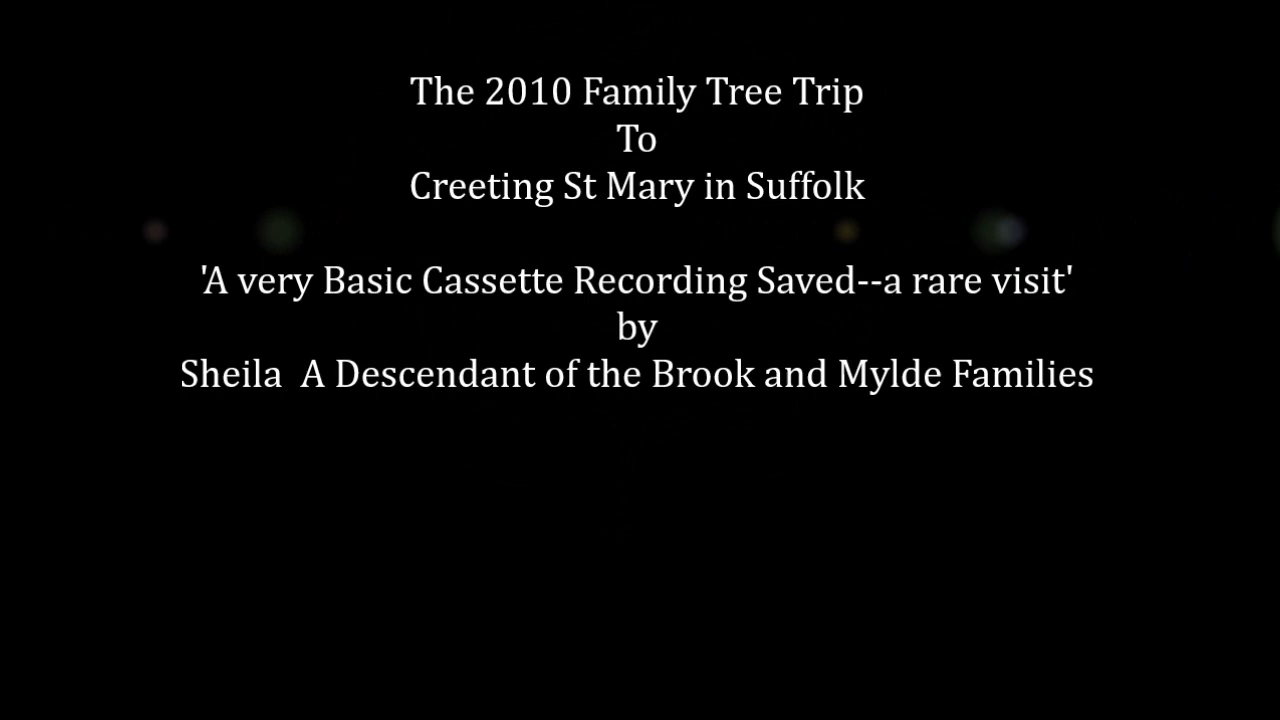 The 2010 Family Tree Trip
To
Creeting St Mary in Suffolk
'A very Basic Cassette Recording Saved--a rare visit'
by
Sheila  A Descendant of the Brook and Mylde Families